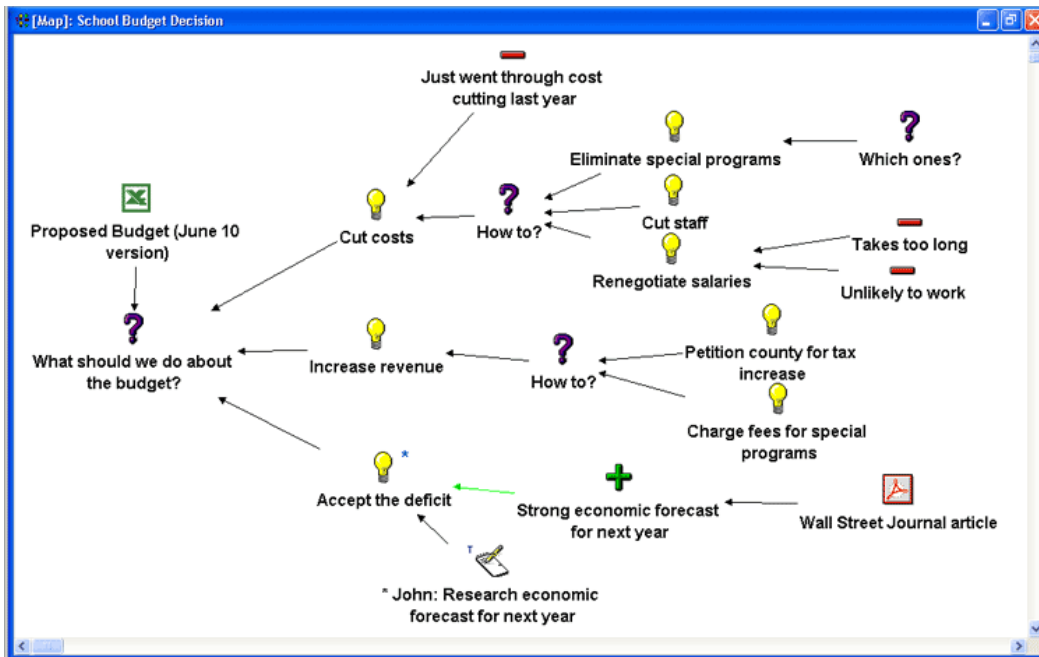 [Map]: School Budget Decision
Just went through cost
cutting last year
Eliminate special programs
Which ones?
Proposed Budget (June 10
version)
Cut costs
How to?
Cut staff
Takes too long
Renegotiate salaries
Unlikely to work
What should we do about
the budget?
Increase revenue
How to?
Petition county for tax
increase
Charge fees for special
programs
*
Accept the deficit
Strong economic forecast
for next year
Wall Street Journal article
T
* John: Research economic
forecast for next year